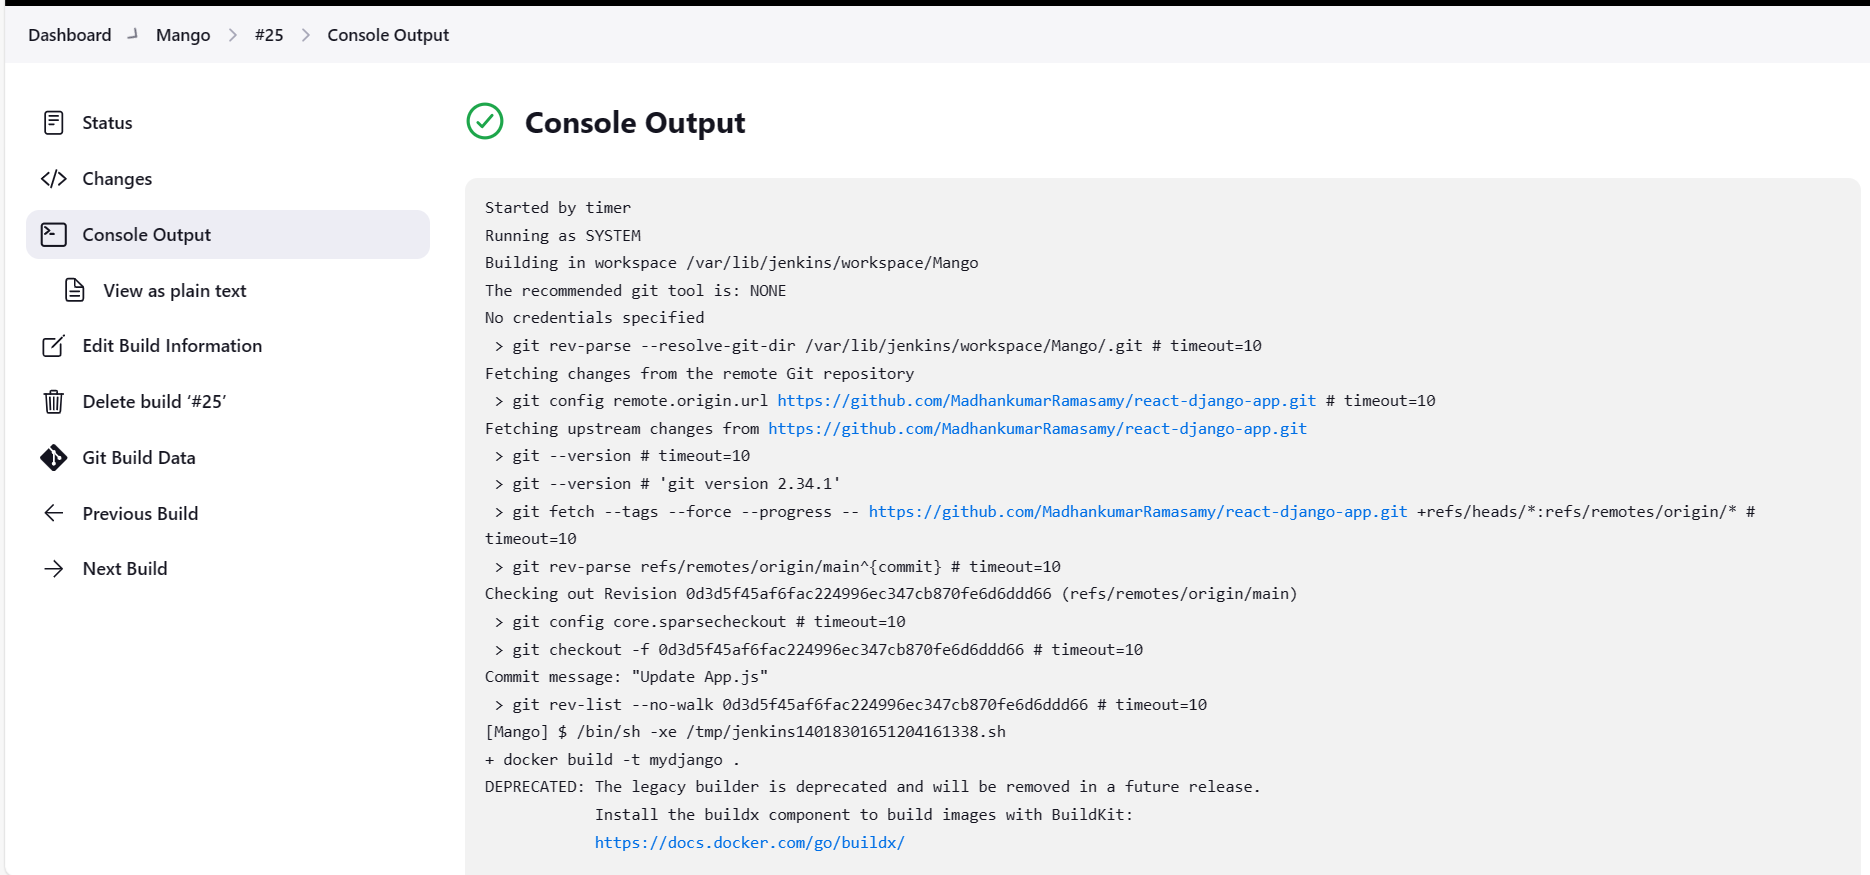 Dashboard Mango #25 Console Output
Status
Changes
Console Output
View as plain text
Edit Build Information
Delete build ‘#25’
Git Build Data
Previous Build
Next Build
Console Output
Started by timer
Running as SYSTEM
Building in workspace /var/lib/jenkins/workspace/Mango
The recommended git tool is: NONE
No credentials specified
 > git rev-parse --resolve-git-dir /var/lib/jenkins/workspace/Mango/.git # timeout=10
Fetching changes from the remote Git repository
 > git config remote.origin.url https://github.com/MadhankumarRamasamy/react-django-app.git # timeout=10
Fetching upstream changes from https://github.com/MadhankumarRamasamy/react-django-app.git
 > git --version # timeout=10
 > git --version # 'git version 2.34.1'
 > git fetch --tags --force --progress -- https://github.com/MadhankumarRamasamy/react-django-app.git +refs/heads/*:refs/remotes/origin/* #
timeout=10
 > git rev-parse refs/remotes/origin/main^{commit} # timeout=10
Checking out Revision 0d3d5f45af6fac224996ec347cb870fe6d6ddd66 (refs/remotes/origin/main)
 > git config core.sparsecheckout # timeout=10
 > git checkout -f 0d3d5f45af6fac224996ec347cb870fe6d6ddd66 # timeout=10
Commit message: "Update App.js"
 > git rev-list --no-walk 0d3d5f45af6fac224996ec347cb870fe6d6ddd66 # timeout=10
[Mango] $ /bin/sh -xe /tmp/jenkins14018301651204161338.sh
+ docker build -t mydjango .
DEPRECATED: The legacy builder is deprecated and will be removed in a future release.
            Install the buildx component to build images with BuildKit:
            https://docs.docker.com/go/buildx/